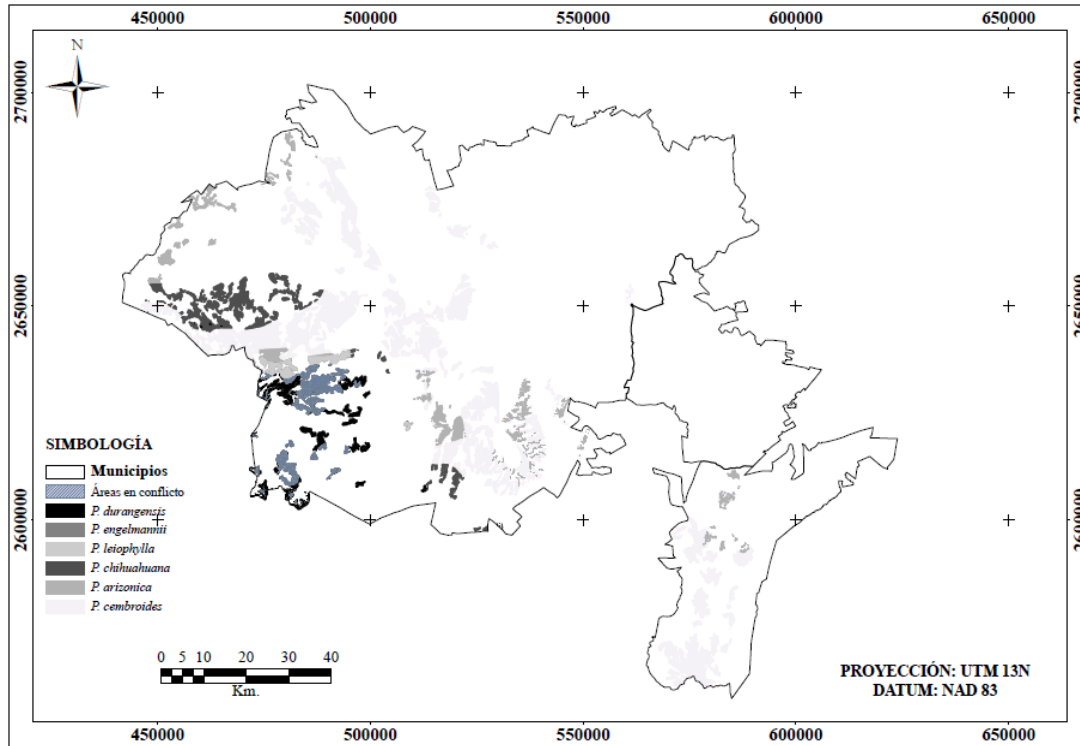 450000 500000 550000 600000 650000
N
2700000 2700000
2650000 2650000
SIMBOLOGÍA
Municipios
Áreas en conflicto
P. durangensis
P. engelmannii
P. leiophylla
P. chihuahuana
P. arizonica
P. cembroides
2600000 2600000
0 5 10 20 30 40
Km.
PROYECCIÓN: UTM 13N
DATUM: NAD 83
450000 500000 550000 600000 650000